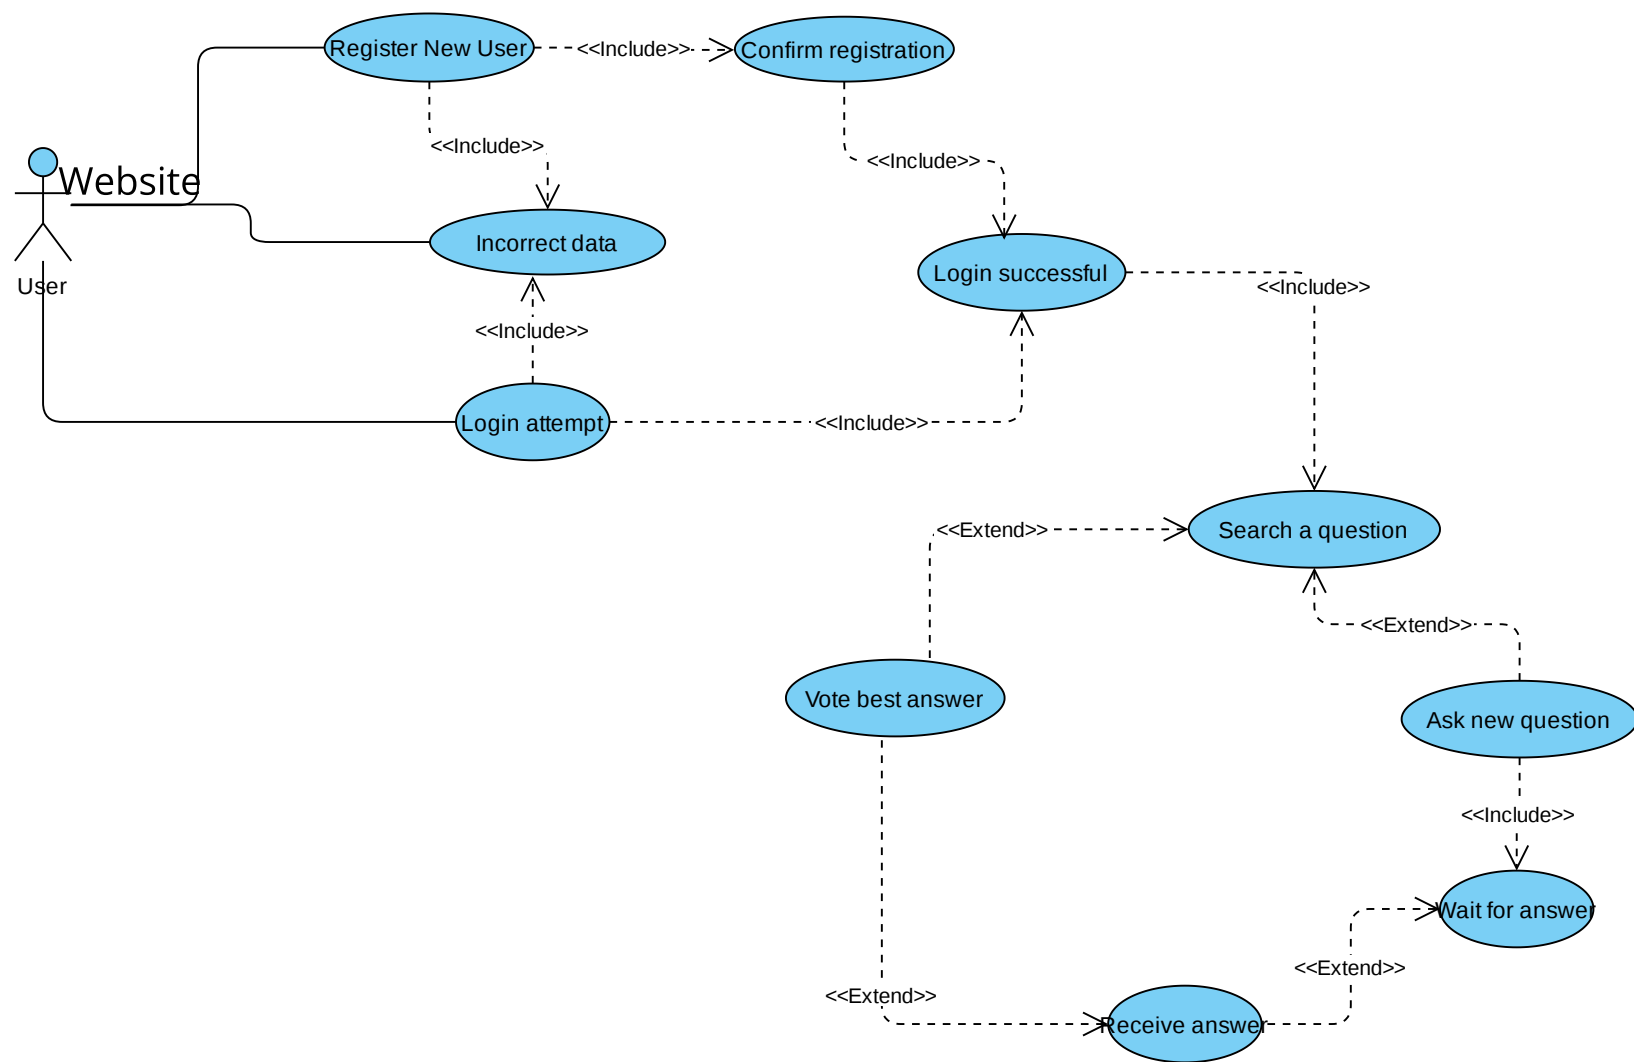 Register New User
<<Include>>
Confirm registration
<<Include>>
<<Include>>
Website
Incorrect data
Login successful
User
<<Include>>
<<Include>>
Login attempt
<<Include>>
Search a question
<<Extend>>
<<Extend>>
Vote best answer
Ask new question
<<Include>>
Wait for answer
<<Extend>>
<<Extend>>
Receive answer